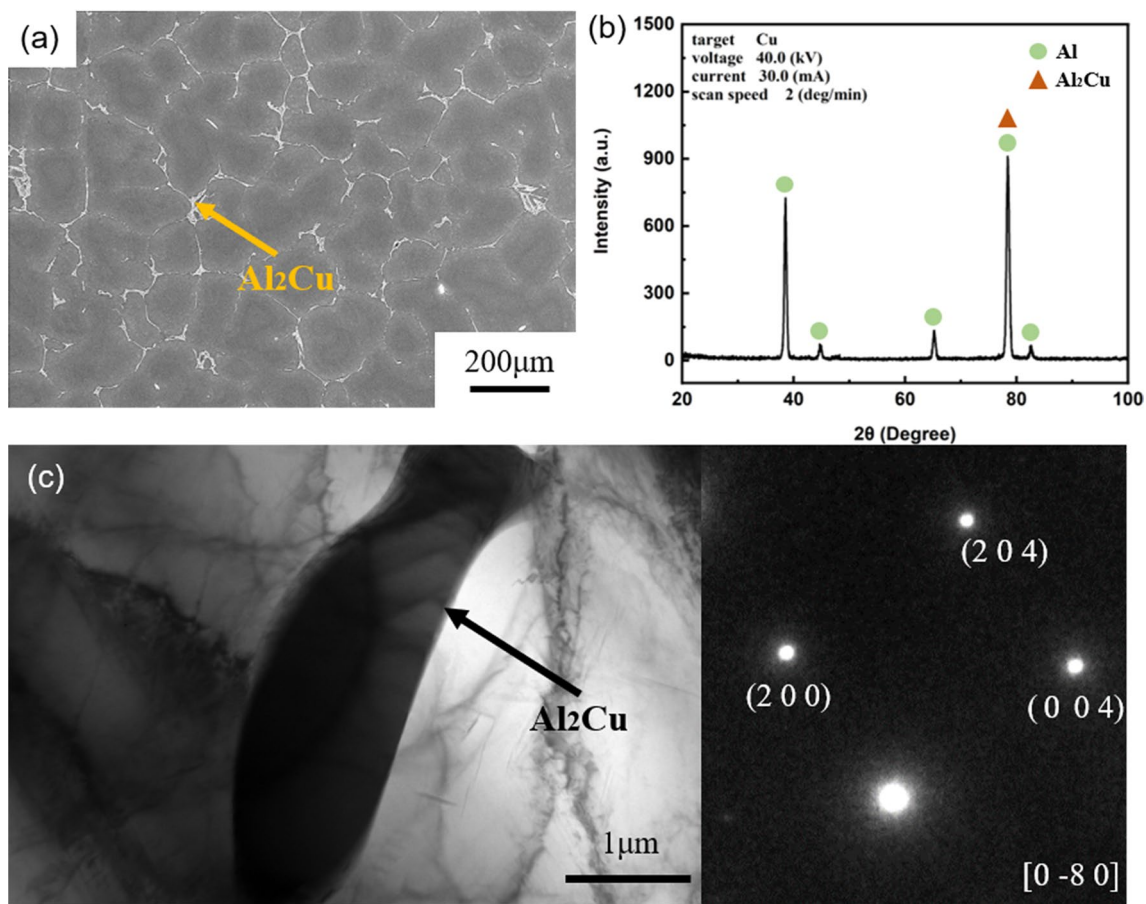 (a)
Al₂Cu
200μm
(b)
1500
1200
900
600
300
0
Intensity (a.u.)
target Cu
voltage 40.0 (kV)
current 30.0 (mA)
scan speed 2 (deg/min)
Al
Al₂Cu
20 40 60 80 100
2θ (Degree)
(c)
Al₂Cu
1μm
(2 0 4)
(2 0 0)
(0 0 4)
[0 -8 0]